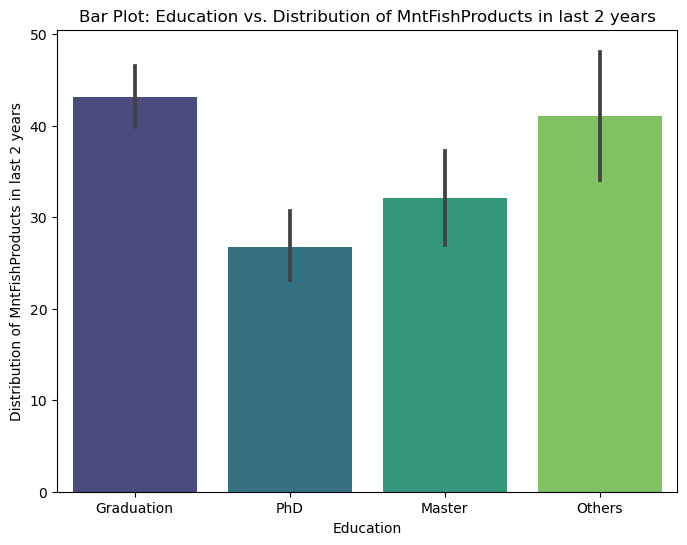 Bar Plot: Education vs. Distribution of MntFishProducts in last 2 years
Distribution of MntFishProducts in last 2 years
50
40
30
20
10
0
Graduation PhD Master Others
Education